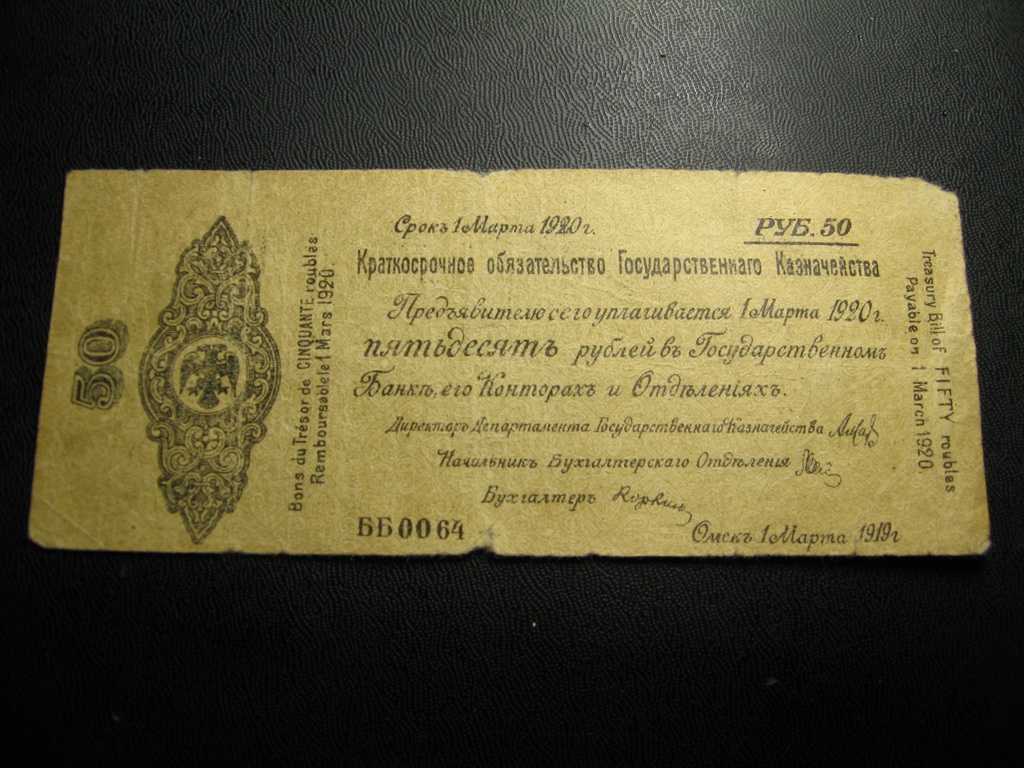 50
Bons du Trésor de CINQUANTE roubles
Remboursable le 1 Mars 1920.
Срокъ 1 Марта 1920 г.
РУБ. 50
Краткосрочное обязательство Государственнаго Казначейства
Предъявителю сего уплачивается 1 Марта 1920 г.
пятьдесятъ рублей въ Государственномъ
Банкѣ, его Конторахъ и Отдѣленіяхъ.
Директоръ Департамента Государственнаго Казначейства
Начальникъ Бухгалтерскаго Отдѣленія
Бухгалтеръ
ББ0064
Омскъ 1 Марта 1919 г
Treasury Bill of FIFTY roubles
Payable on 1 March 1920.